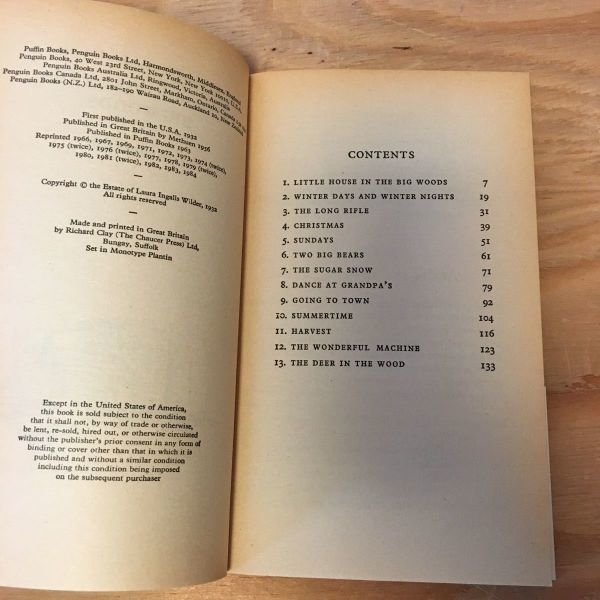 Puffin Books, Penguin Books Ltd, Harmondsworth, Middlesex, England
Penguin Books, 40 West 23rd Street, New York, New York 10010, U.S.A.
Penguin Books Australia Ltd, Ringwood, Victoria, Australia
Penguin Books Canada Ltd, 2801 John Street, Markham, Ontario, Canada
Penguin Books (N.Z.) Ltd, 182–190 Wairau Road, Auckland 10, New Zealand
First published in the U.S.A. 1932
Published in Great Britain by Methuen 1956
Published in Puffin Books 1963
Reprinted 1966, 1967, 1969, 1971, 1972, 1973, 1974 (twice),
1975 (twice), 1976 (twice), 1977, 1978, 1979 (twice),
1980, 1981 (twice), 1982, 1983, 1984
Copyright © the Estate of Laura Ingalls Wilder, 1932
All rights reserved
Made and printed in Great Britain
by Richard Clay (The Chaucer Press) Ltd,
Bungay, Suffolk
Set in Monotype Plantin
Except in the United States of America,
this book is sold subject to the condition
that it shall not, by way of trade or otherwise,
be lent, re-sold, hired out, or otherwise circulated
without the publisher's prior consent in any form of
binding or cover other than that in which it is
published and without a similar condition
including this condition being imposed
on the subsequent purchaser
CONTENTS
1. LITTLE HOUSE IN THE BIG WOODS 7
2. WINTER DAYS AND WINTER NIGHTS 19
3. THE LONG RIFLE 31
4. CHRISTMAS 39
5. SUNDAYS 51
6. TWO BIG BEARS 61
7. THE SUGAR SNOW 71
8. DANCE AT GRANDPA'S 79
9. GOING TO TOWN 92
10. SUMMERTIME 104
11. HARVEST 116
12. THE WONDERFUL MACHINE 123
13. THE DEER IN THE WOOD 133